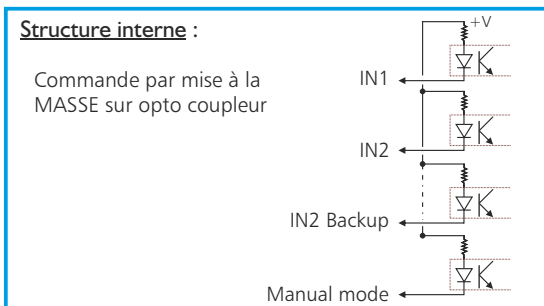 Structure interne :
+V
Commande par mise à la
MASSE sur opto coupleur
IN1
IN2
IN2 Backup
Manual mode